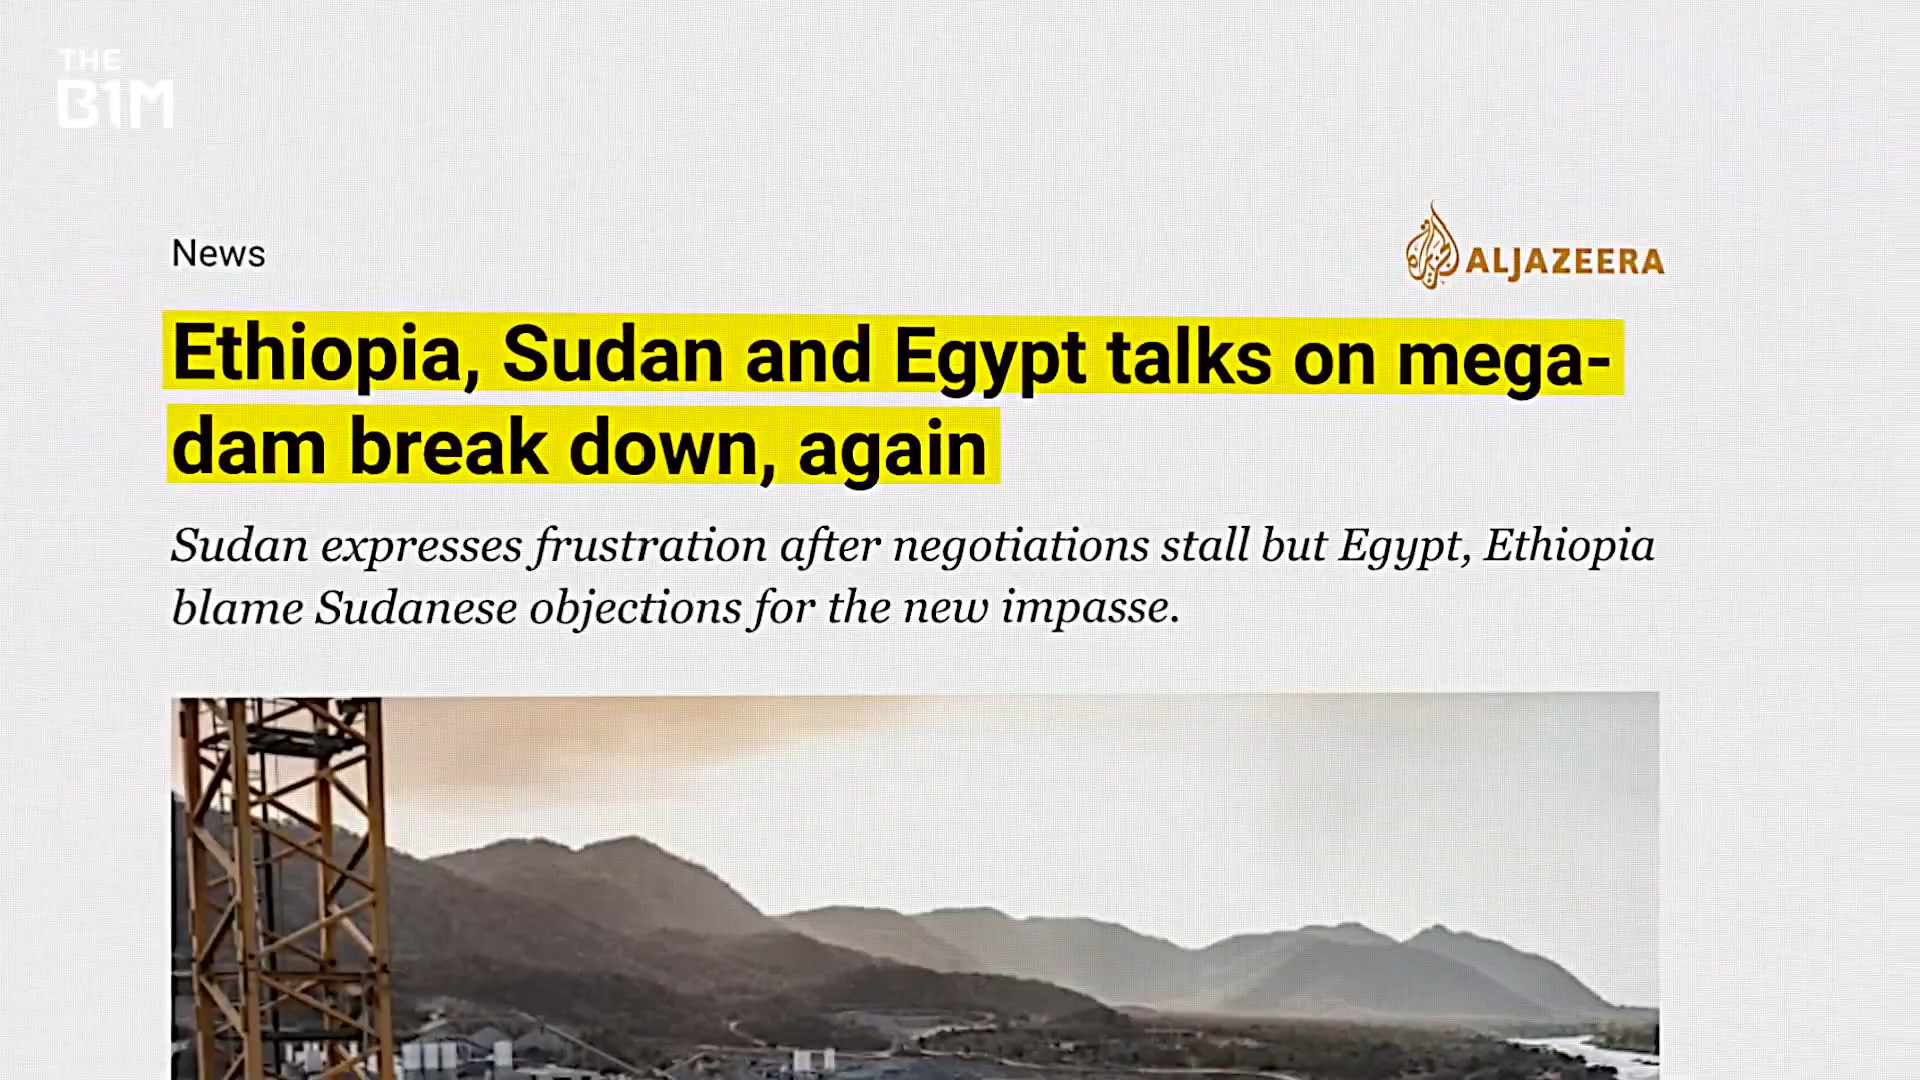 THE
B1M
News
ALJAZEERA
Ethiopia, Sudan and Egypt talks on mega-
dam break down, again
Sudan expresses frustration after negotiations stall but Egypt, Ethiopia
blame Sudanese objections for the new impasse.